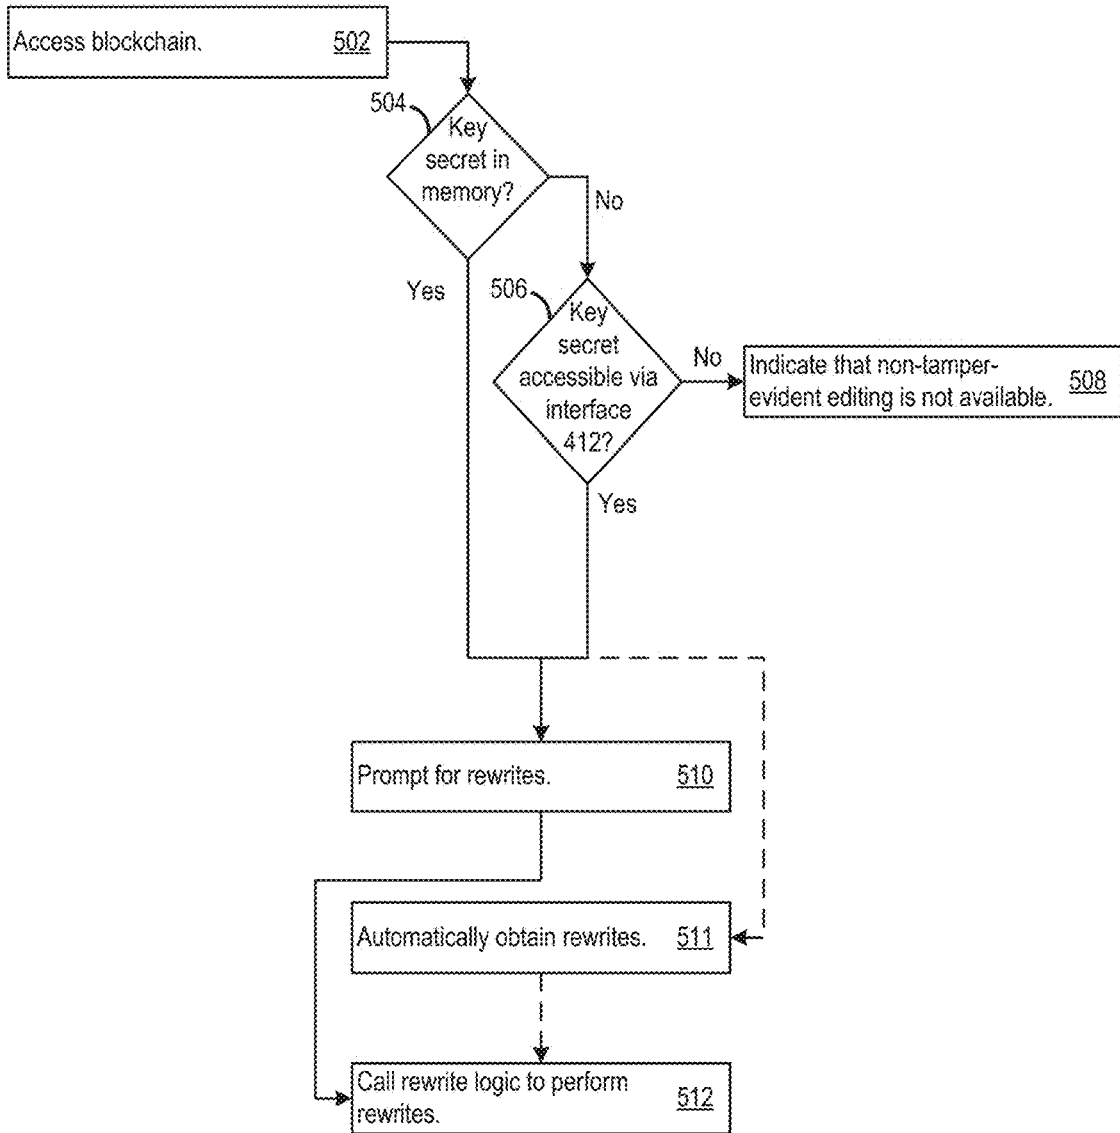 Access blockchain. 502
504
Key
secret in
memory?
No
Yes
506
Key
secret
accessible via
interface
412?
No
Indicate that non-tamper-
evident editing is not available. 508
Yes
Prompt for rewrites. 510
Automatically obtain rewrites. 511
Call rewrite logic to perform
rewrites. 512